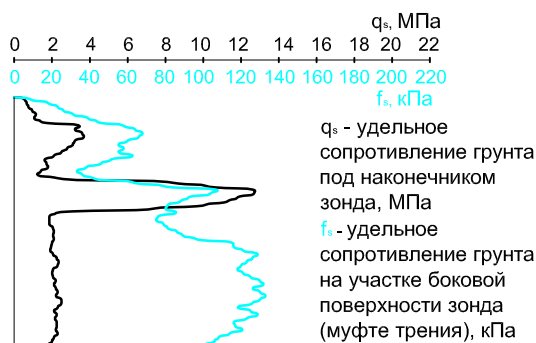 qs, МПа
0 2 4 6 8 10 12 14 16 18 20 22
0 20 40 60 80 100 120 140 60 180 180 200 220
fs, кПа
qs - удельное
сопротивление грунта
под наконечником
зонда, МПа
fs - удельное
сопротивление грунта
на участке боковой
поверхности зонда
(муфте трения), кПа